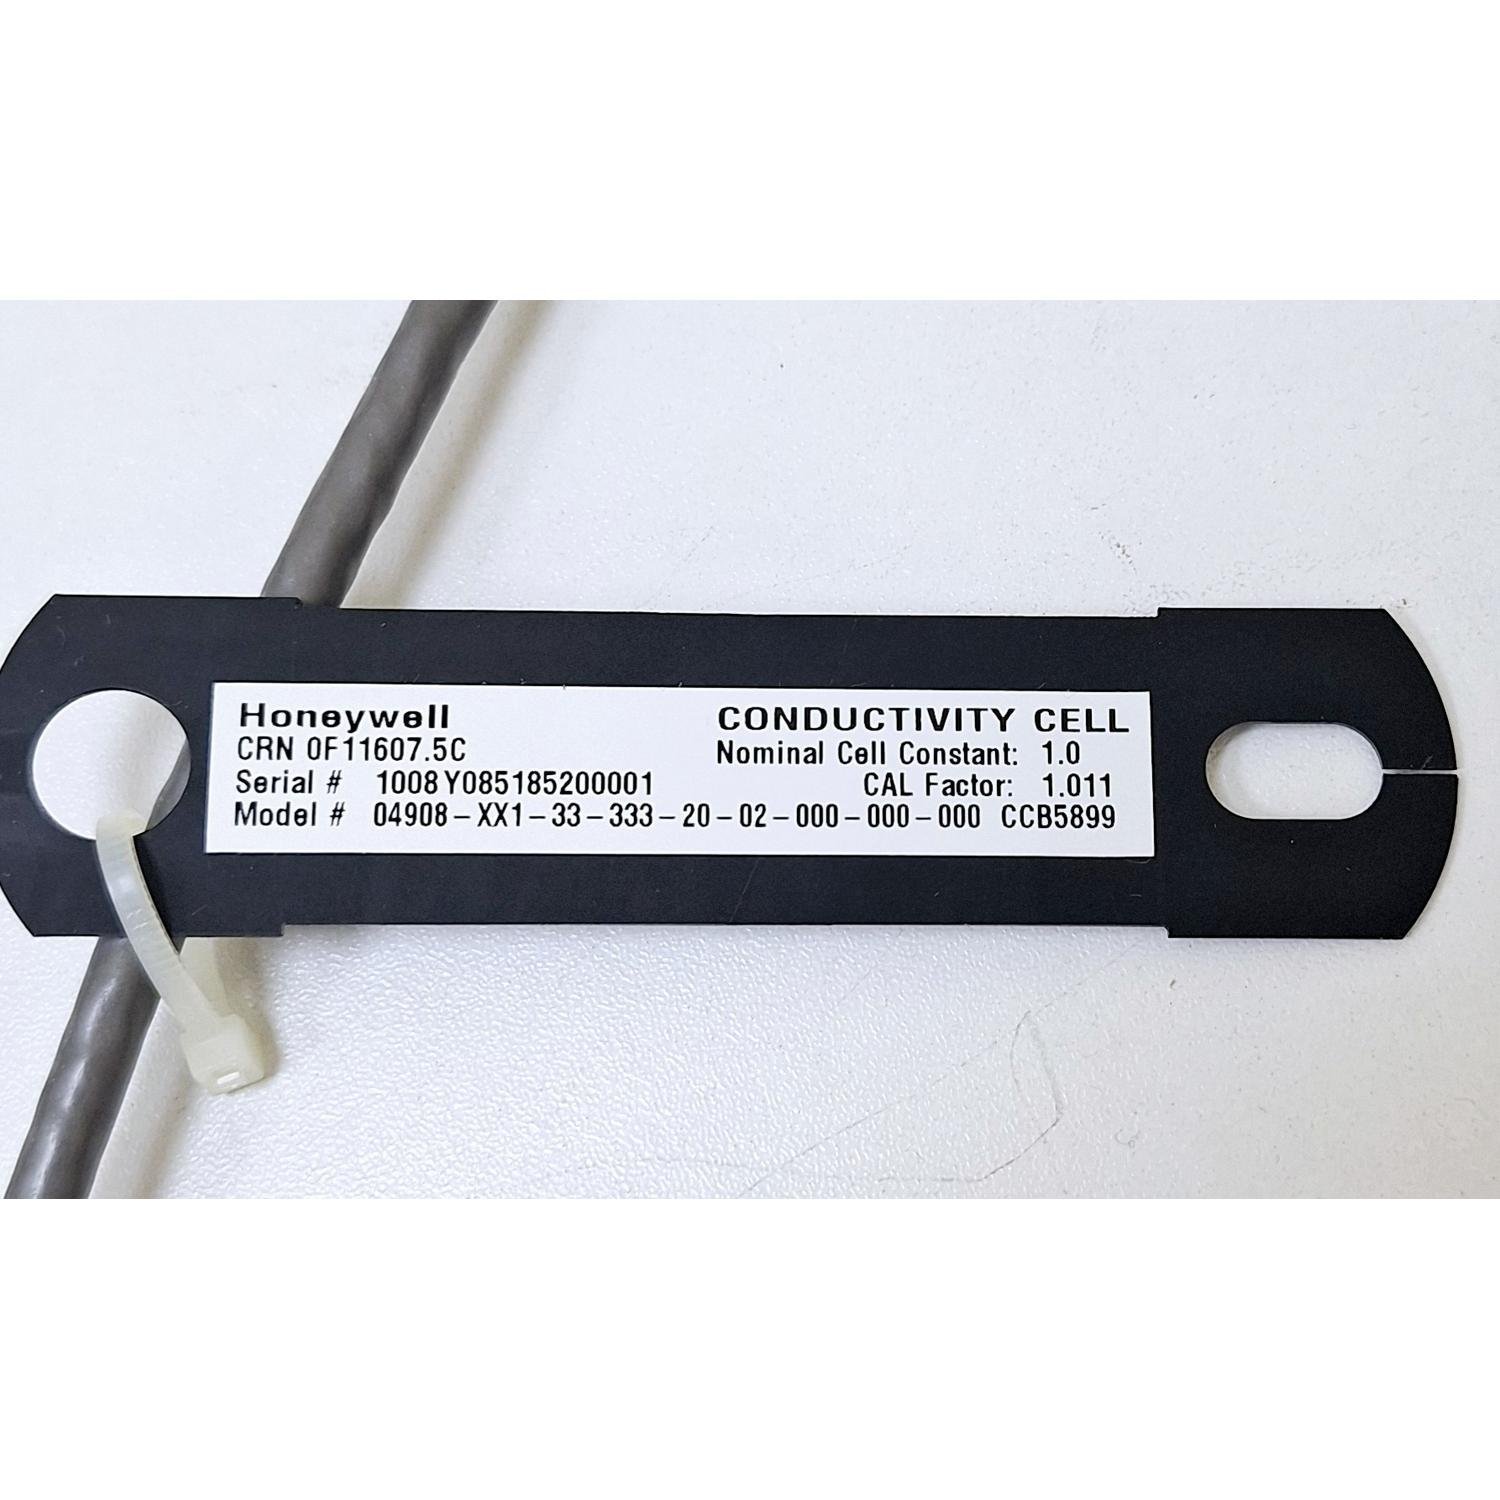 Honeywell CONDUCTIVITY CELL
CRN 0F11607.5C Nominal Cell Constant: 1.0
Serial # 1008Y085185200001 CAL Factor: 1.011
Model # 04908-XX1-33-333-20-02-000-000-000 CCB5899